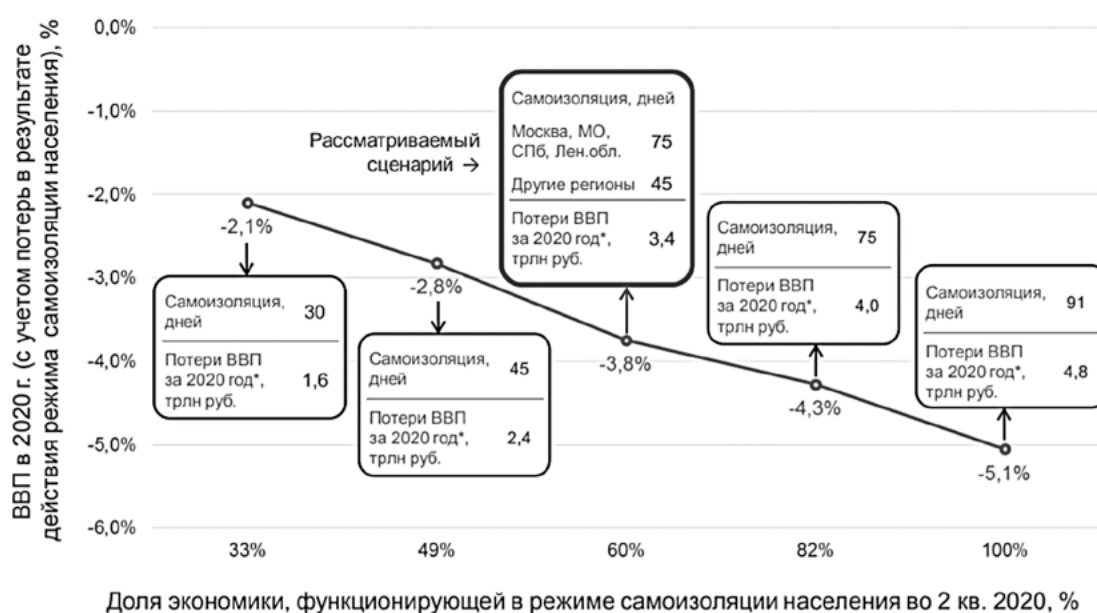 ВВП в 2020 г. (с учетом потерь в результате
действия режима самоизоляции населения), %
0,0%
-1,0%
-2,0%
-3,0%
-4,0%
-5,0%
-6,0%
Рассматриваемый
сценарий →
-2,1%
Самоизоляция,
дней 30
Потери ВВП
за 2020 год*,
трлн руб. 1,6
-2,8%
Самоизоляция,
дней 45
Потери ВВП
за 2020 год*,
трлн руб. 2,4
Самоизоляция, дней
Москва, МО,
СПб, Лен.обл. 75
Другие регионы 45
Потери ВВП
за 2020 год*,
трлн руб. 3,4
-3,8%
Самоизоляция,
дней 75
Потери ВВП
за 2020 год*,
трлн руб. 4,0
-4,3%
Самоизоляция,
дней 91
Потери ВВП
за 2020 год*,
трлн руб. 4,8
-5,1%
33% 49% 60% 82% 100%
Доля экономики, функционирующей в режиме самоизоляции населения во 2 кв. 2020, %